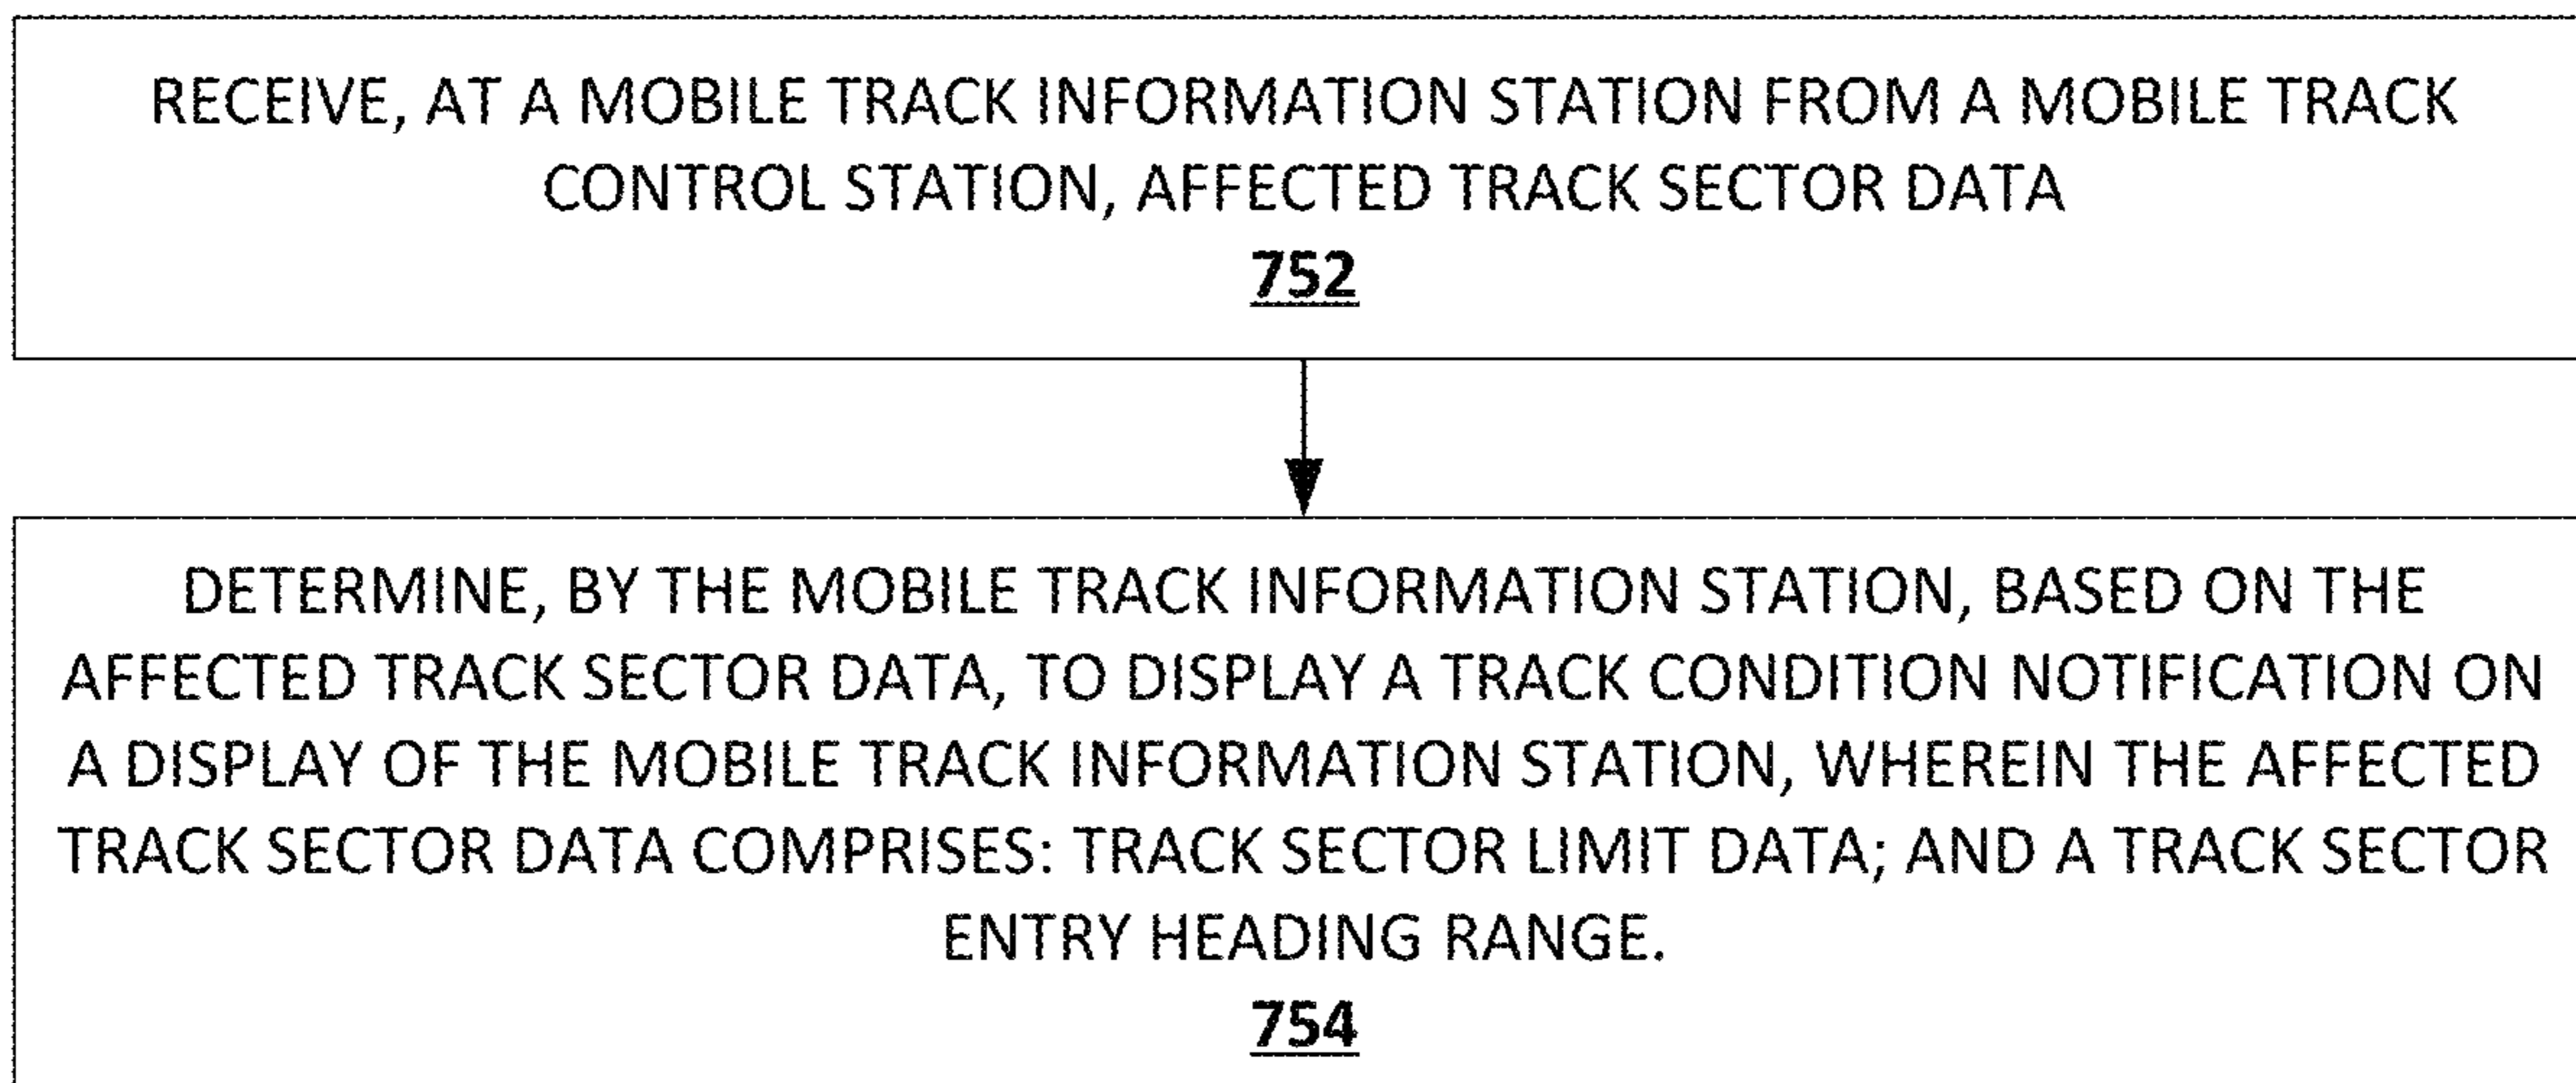 RECEIVE, AT A MOBILE TRACK INFORMATION STATION FROM A MOBILE TRACK
CONTROL STATION, AFFECTED TRACK SECTOR DATA
752
DETERMINE, BY THE MOBILE TRACK INFORMATION STATION, BASED ON THE
AFFECTED TRACK SECTOR DATA, TO DISPLAY A TRACK CONDITION NOTIFICATION ON
A DISPLAY OF THE MOBILE TRACK INFORMATION STATION, WHEREIN THE AFFECTED
TRACK SECTOR DATA COMPRISES: TRACK SECTOR LIMIT DATA; AND A TRACK SECTOR
ENTRY HEADING RANGE.
754